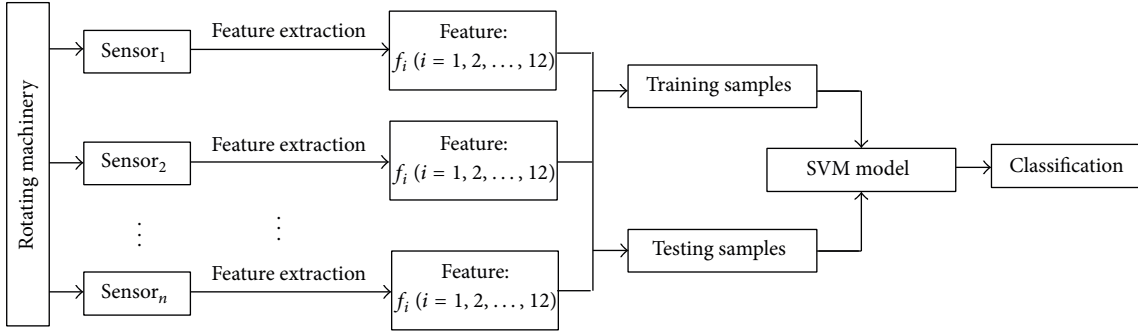 Rotating machinery
Sensor₁
Feature extraction
Feature:
fᵢ (i = 1, 2, . . . , 12)
Sensor₂
Feature extraction
Feature:
fᵢ (i = 1, 2, . . . , 12)
⋮
⋮
Sensorₙ
Feature extraction
Feature:
fᵢ (i = 1, 2, . . . , 12)
Training samples
Testing samples
SVM model
Classification